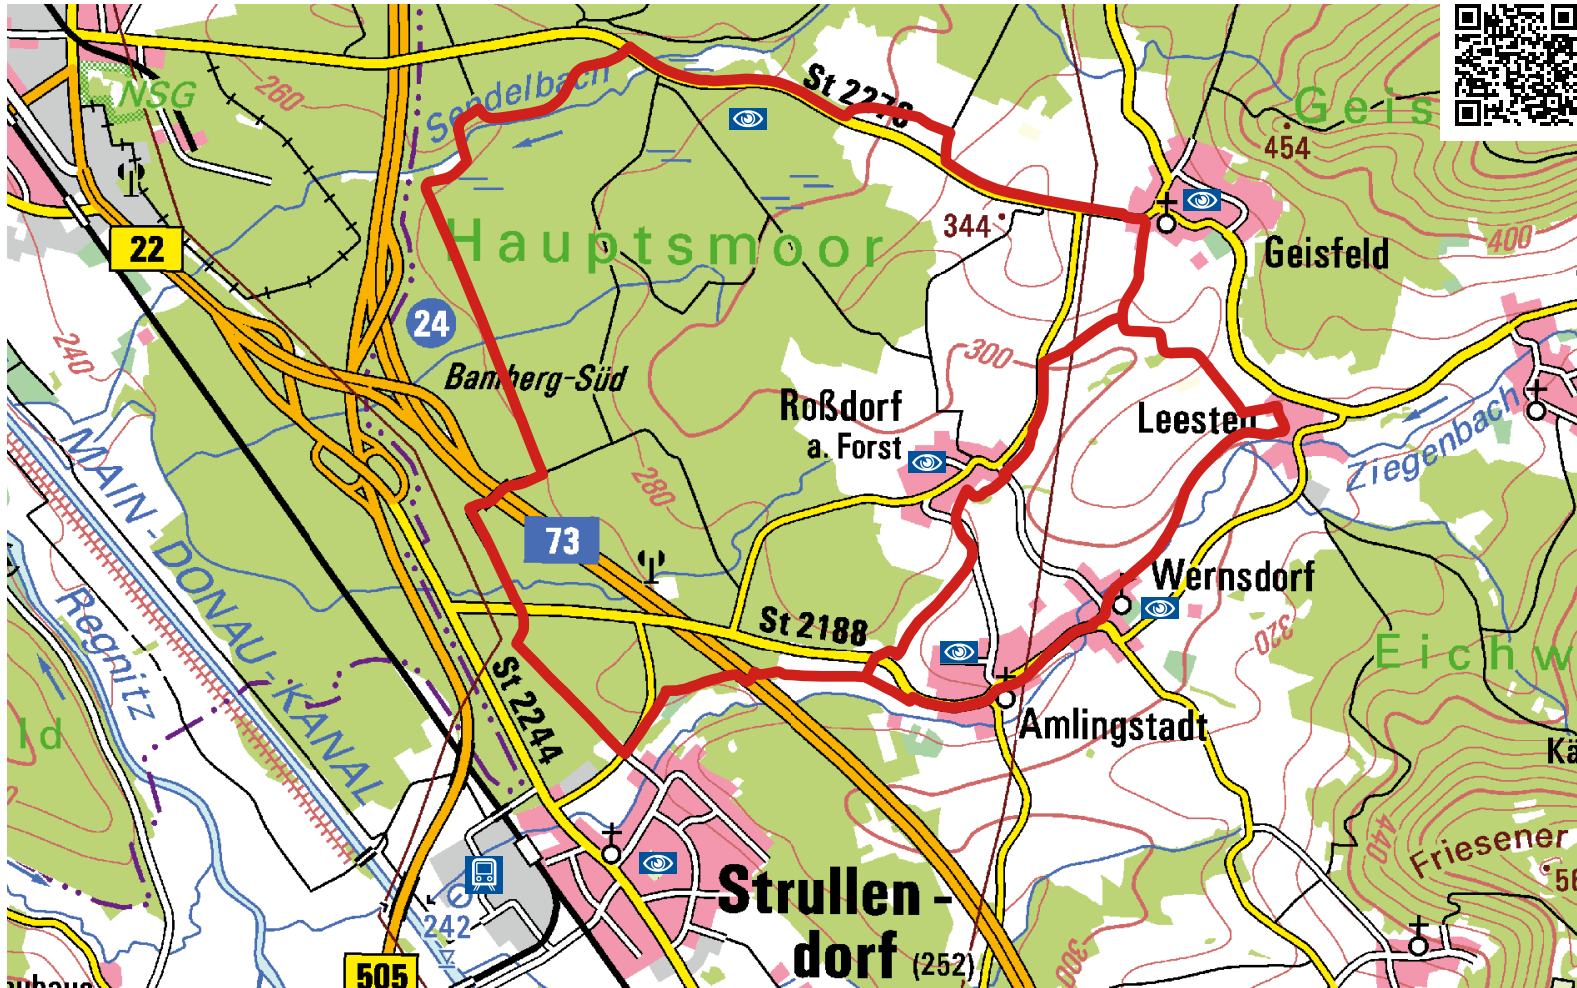 NSG
260
Sendelbach
St 2276
Geis
454
22
Hauptsmoor
344
Geisfeld
400
24
240
Bamberg-Süd
300
Roßdorf
a. Forst
Leesten
Ziegenbach
280
MAIN-DONAU-KANAL
73
Regnitz
Wernsdorf
St 2188
320
Eichw
ld
St 2244
Amlingstadt
Kä
440
Friesener
56
Strullen-
dorf (252)
242
300
505